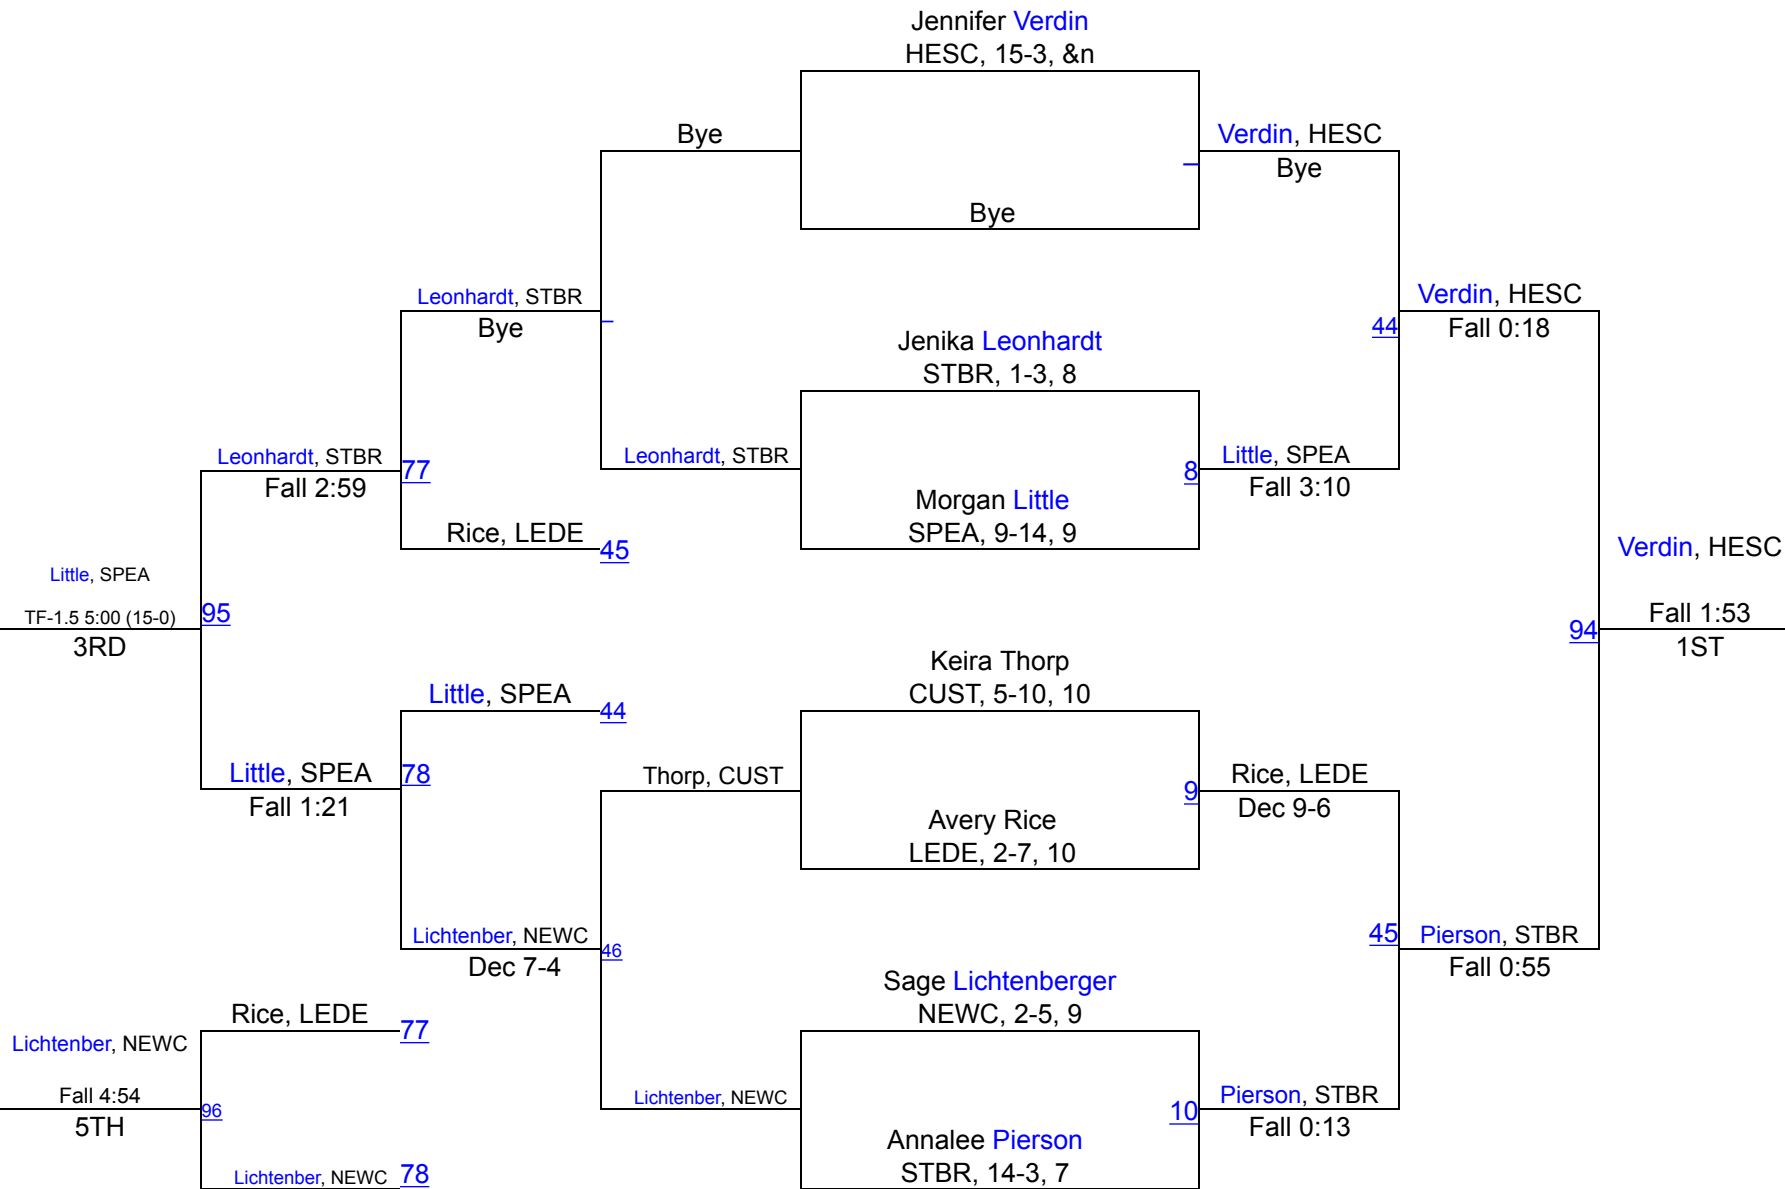 Jennifer Verdin
HESC, 15-3, &n
Bye
Verdin, HESC
Bye
Bye
Leonhardt, STBR
Bye
Verdin, HESC
44
Fall 0:18
Jenika Leonhardt
STBR, 1-3, 8
Leonhardt, STBR
77
Fall 2:59
Leonhardt, STBR
8
Little, SPEA
Fall 3:10
Morgan Little
SPEA, 9-14, 9
Rice, LEDE
45
Verdin, HESC
Little, SPEA
TF-1.5 5:00 (15-0)
95
3RD
Fall 1:53
94
1ST
Keira Thorp
CUST, 5-10, 10
Little, SPEA
44
Little, SPEA
78
Fall 1:21
Thorp, CUST
9
Rice, LEDE
Dec 9-6
Avery Rice
LEDE, 2-7, 10
Lichtenber, NEWC
46
Dec 7-4
45
Pierson, STBR
Fall 0:55
Sage Lichtenberger
NEWC, 2-5, 9
Rice, LEDE
77
Lichtenber, NEWC
Fall 4:54
96
5TH
Lichtenber, NEWC
10
Pierson, STBR
Fall 0:13
Annalee Pierson
STBR, 14-3, 7
Lichtenber, NEWC
78